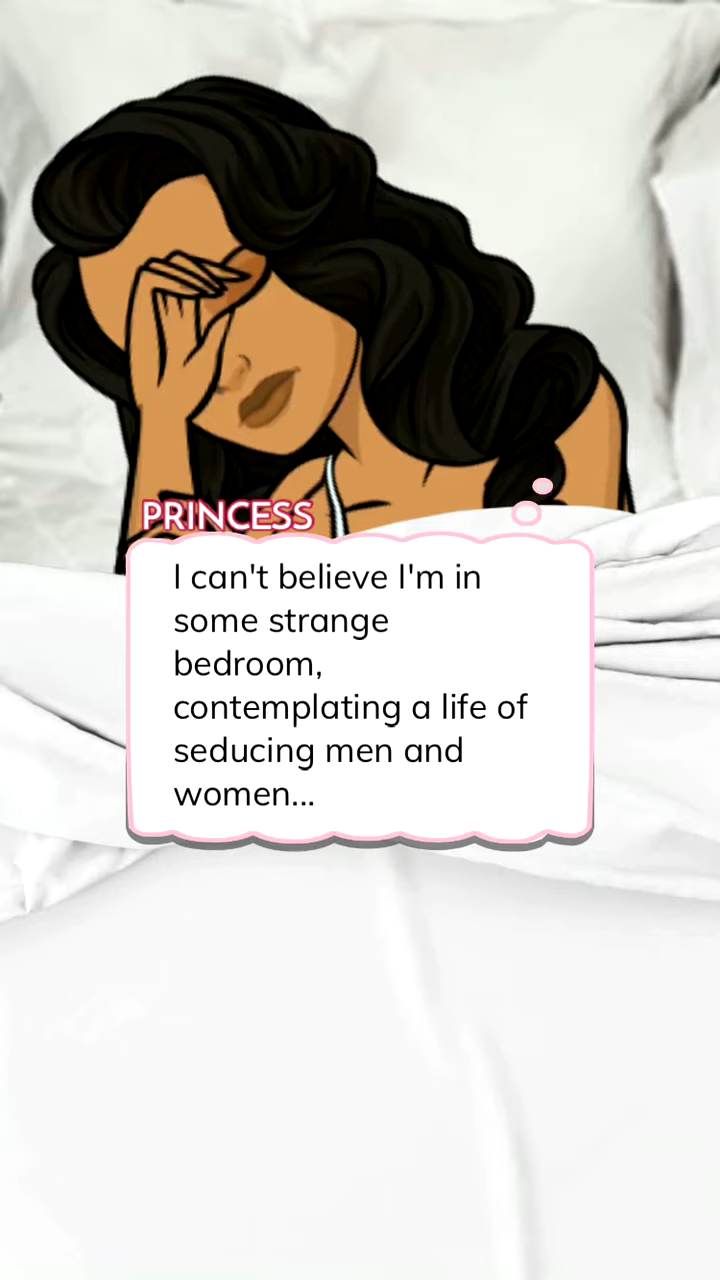 PRINCESS
I can't believe I'm in
some strange
bedroom,
contemplating a life of
seducing men and
women...